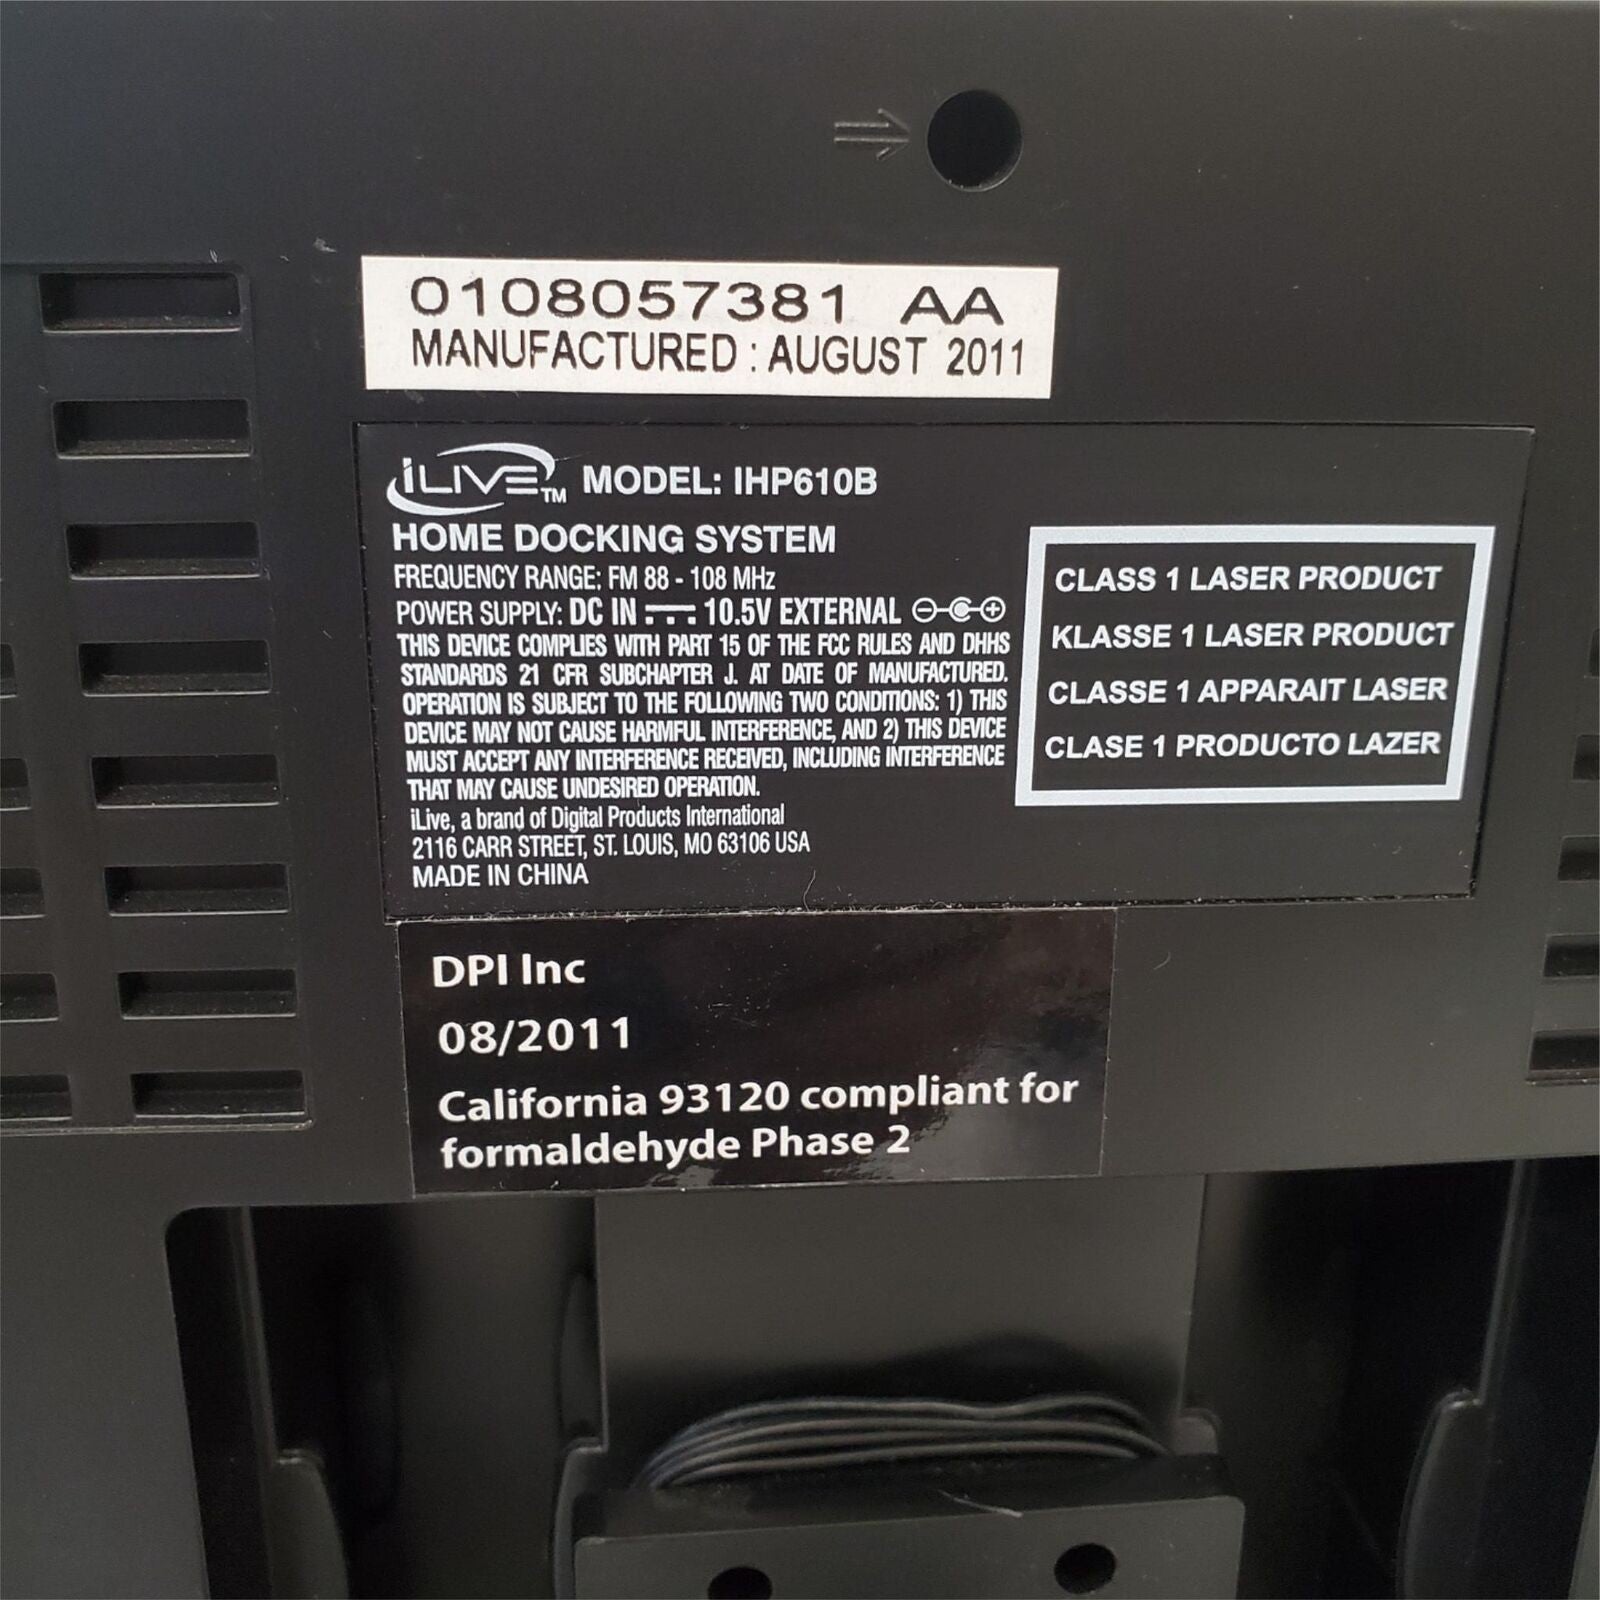 0108057381 AA
MANUFACTURED : AUGUST 2011
iLIVE™ MODEL: IHP610B
HOME DOCKING SYSTEM
FREQUENCY RANGE: FM 88 - 108 MHz
POWER SUPPLY: DC IN 10.5V EXTERNAL
THIS DEVICE COMPLIES WITH PART 15 OF THE FCC RULES AND DHHS
STANDARDS 21 CFR SUBCHAPTER J. AT DATE OF MANUFACTURED.
OPERATION IS SUBJECT TO THE FOLLOWING TWO CONDITIONS: 1) THIS
DEVICE MAY NOT CAUSE HARMFUL INTERFERENCE, AND 2) THIS DEVICE
MUST ACCEPT ANY INTERFERENCE RECEIVED, INCLUDING INTERFERENCE
THAT MAY CAUSE UNDESIRED OPERATION.
iLive, a brand of Digital Products International
2116 CARR STREET, ST. LOUIS, MO 63106 USA
MADE IN CHINA
CLASS 1 LASER PRODUCT
KLASSE 1 LASER PRODUCT
CLASSE 1 APPARAIT LASER
CLASE 1 PRODUCTO LAZER
DPI Inc
08/2011
California 93120 compliant for
formaldehyde Phase 2